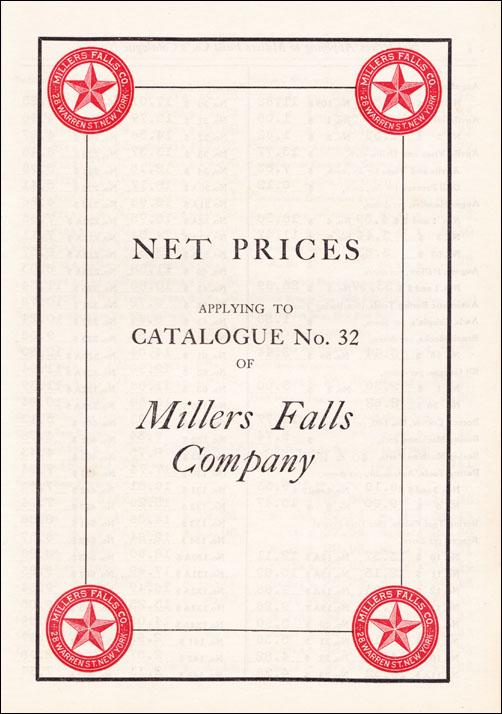 MILLERS FALLS CO.
28 WARREN ST. NEW YORK.
MILLERS FALLS CO.
28 WARREN ST. NEW YORK.
NET PRICES
APPLYING TO
CATALOGUE No. 32
OF
Millers Falls
Company
MILLERS FALLS CO.
28 WARREN ST. NEW YORK.
MILLERS FALLS CO.
28 WARREN ST. NEW YORK.